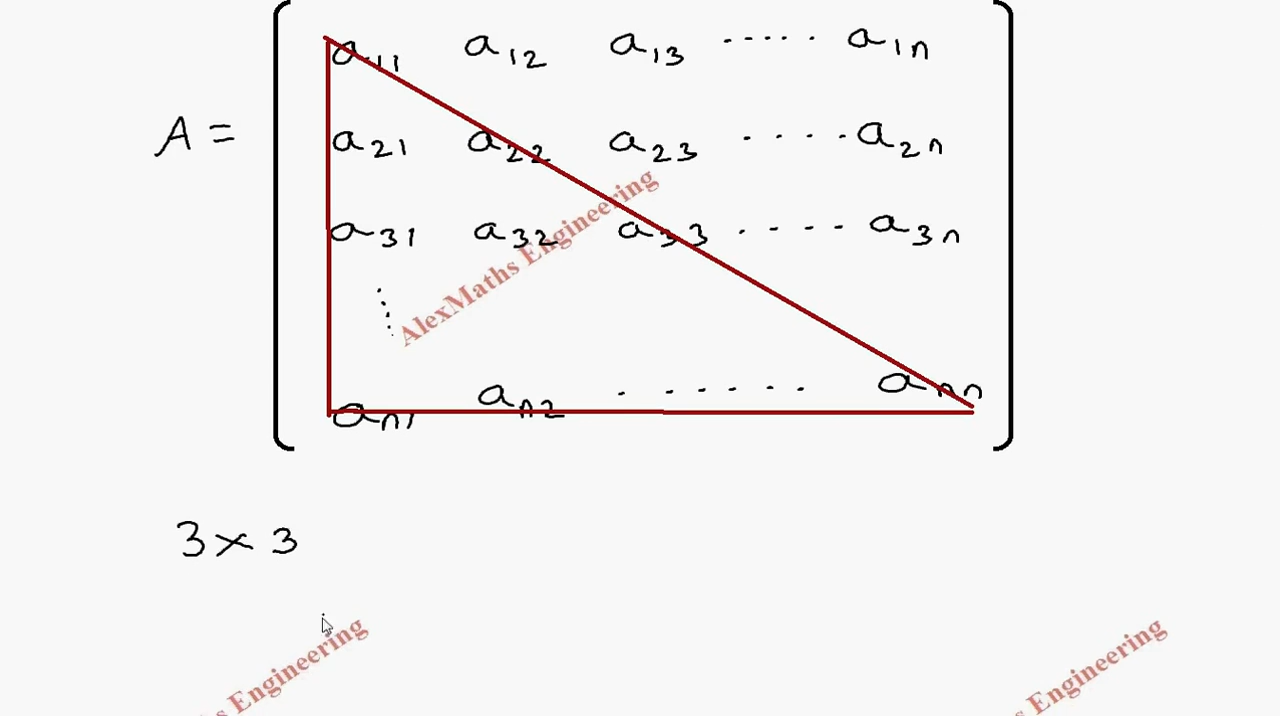 a11 a12 a13 ..... a1n
A = a21 a22 a23 ..... a2n
a31 a32 a33 ..... a3n
AlexMaths Engineering
an1 an2 ...... ann
3 × 3
s Engineering
s Engineering